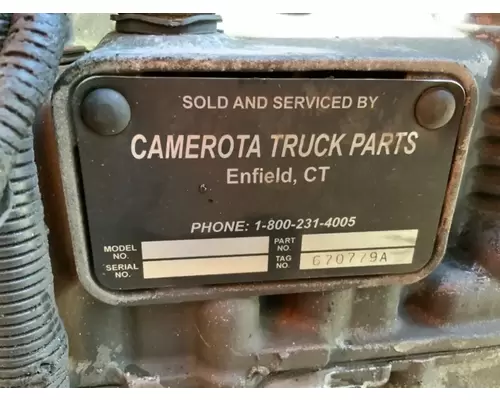 SOLD AND SERVICED BY
CAMEROTA TRUCK PARTS
Enfield, CT
PHONE: 1-800-231-4005
MODEL NO. PART NO.
SERIAL NO. TAG NO. G70779A